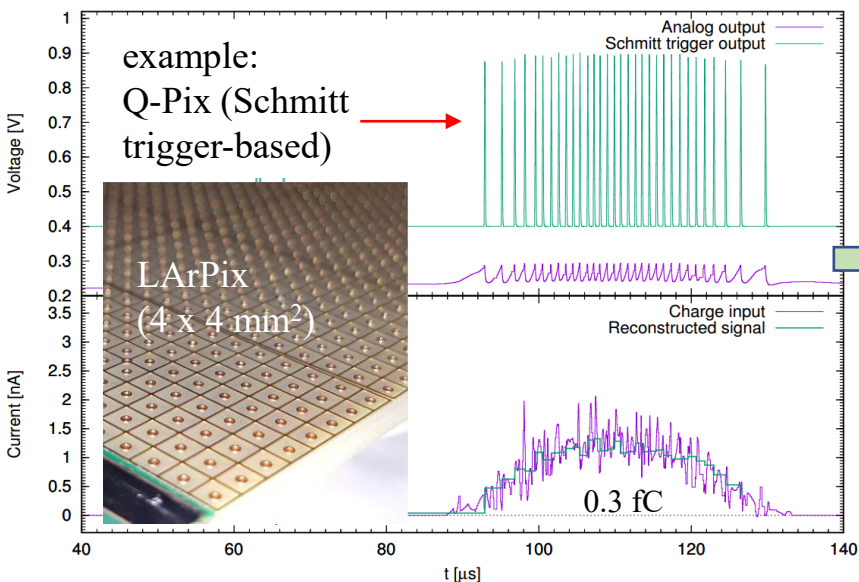 Analog output
Schmitt trigger output
example:
Q-Pix (Schmitt
trigger-based)
Voltage [V]
1
0.9
0.8
0.7
0.6
0.5
0.4
0.3
0.2
LArPix
(4 x 4 mm²)
Charge input
Reconstructed signal
Current [nA]
3.5
3
2.5
2
1.5
1
0.5
0
0.3 fC
40
60
80
100
120
140
t [µs]